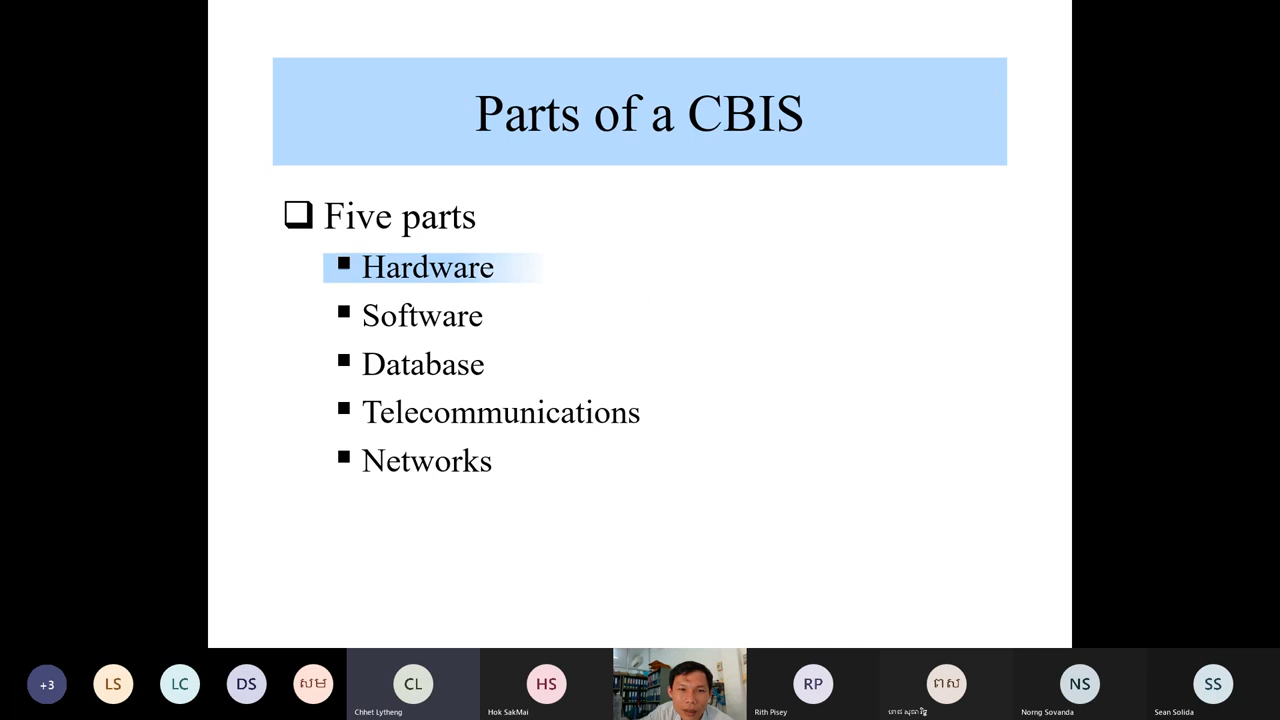 Parts of a CBIS
Five parts
Hardware
Software
Database
Telecommunications
Networks
+3
LS
LC
DS
សម
CL
HS
RP
ពស
NS
SS
Chhet Lytheng
Hok SakMai
Rith Pisey
Norng Sovanda
Sean Solida